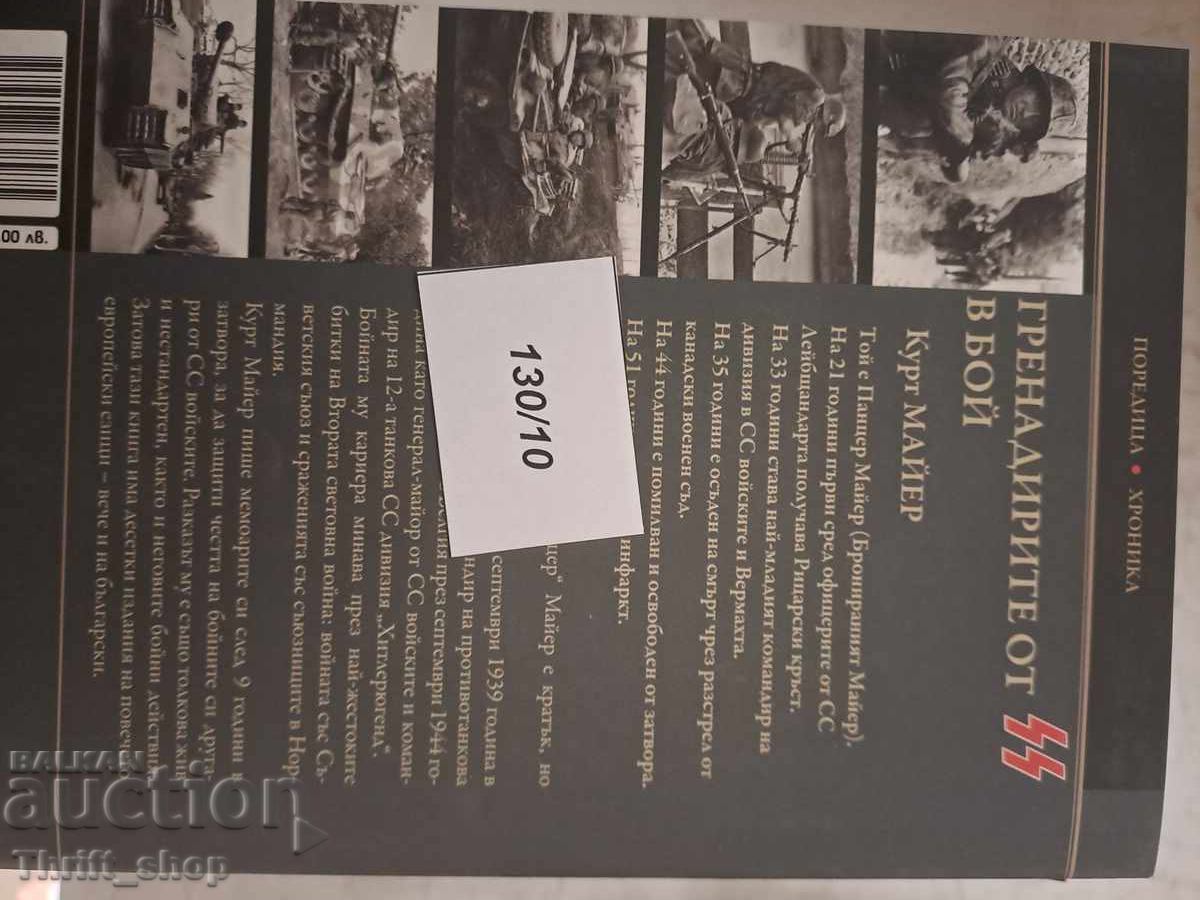 ПОРЕДИЦА • ХРОНИКА
ГРЕНАДИРИТЕ ОТ SS
В БОЙ
Курт МАЙЕР
Той е Панцер Майер (Бронираният Майер).
На 21 години първи сред офицерите от СС
Лейбщандарта получава Рицарски кръст.
На 33 години става най-младият командир на
дивизия в СС войските и Вермахта.
На 35 години е осъден на смърт чрез разстрел от
канадски военен съд.
На 44 години е помилван и освободен от затвора.
На 51 годин инфаркт.
цер“ Майер е кратък, но
септември 1939 година в
ндир на противотанкова
я през септември 1944 го-
дина като генерал-майор от СС войските и коман-
дир на 12-а танкова СС дивизия „Хитлерюгенд“.
Бойната му кариера минава през най-жестоките
битки на Втората световна война: войната със Съ-
ветския съюз и сраженията със съюзниците в Нор-
мандия.
Курт Майер пише мемоарите си след 9 години в
затвора, за да защити честта на бойните си друга-
ри от СС войските. Разказът му е също толкова жив
и нестандартен, както и неговите бойни действия.
Затова тази книга има десетки издания на повечето
европейски езици – вече и на български.
130/10
00 лв.
БАЛКАН
auction
Thrift_shop